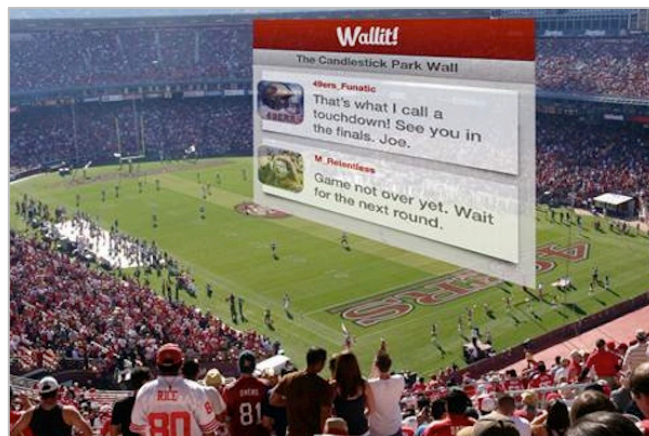 Wallit!
The Candlestick Park Wall
49ers_Funatic
That's what I call a
touchdown! See you in
the finals. Joe.
M_Relentless
Game not over yet. Wait
for the next round.
49ERS
RICE
80
OWENS
81